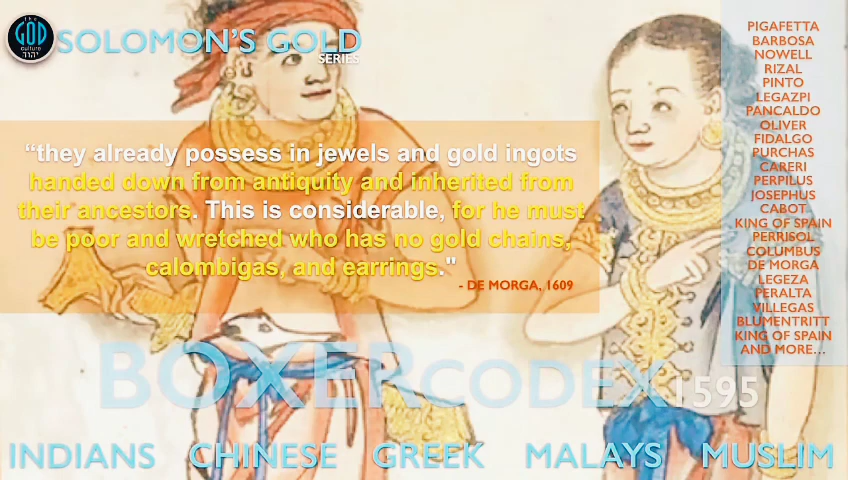 the
GOD
culture
יהוה
SOLOMON'S GOLD
SERIES
"they already possess in jewels and gold ingots
handed down from antiquity and inherited from
their ancestors. This is considerable, for he must
be poor and wretched who has no gold chains,
calombigas, and earrings."
- DE MORGA, 1609
PIGAFETTA
BARBOSA
NOWELL
RIZAL
PINTO
LEGAZPI
PANCALDO
OLIVER
FIDALGO
PURCHAS
CARERI
PERPILUS
JOSEPHUS
CABOT
KING OF SPAIN
PERRISOL
COLUMBUS
DE MORGA
LEGEZA
PERALTA
VILLEGAS
BLUMENTRITT
KING OF SPAIN
AND MORE...
BOXERCODEX1595
INDIANS CHINESE GREEK MALAYS MUSLIM